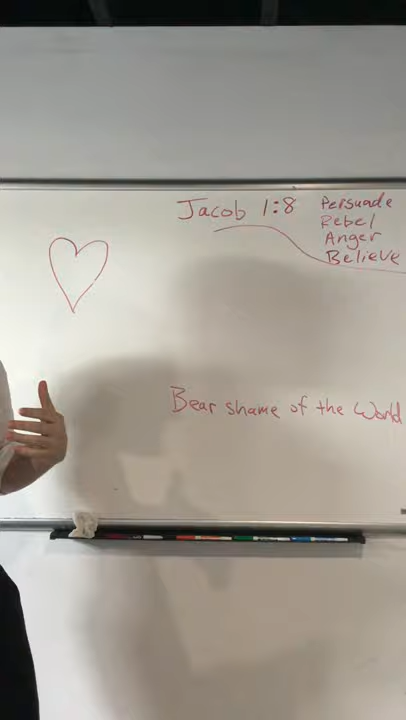 Jacob 1:8
Persuade
Rebel
Anger
Believe
Bear shame of the World